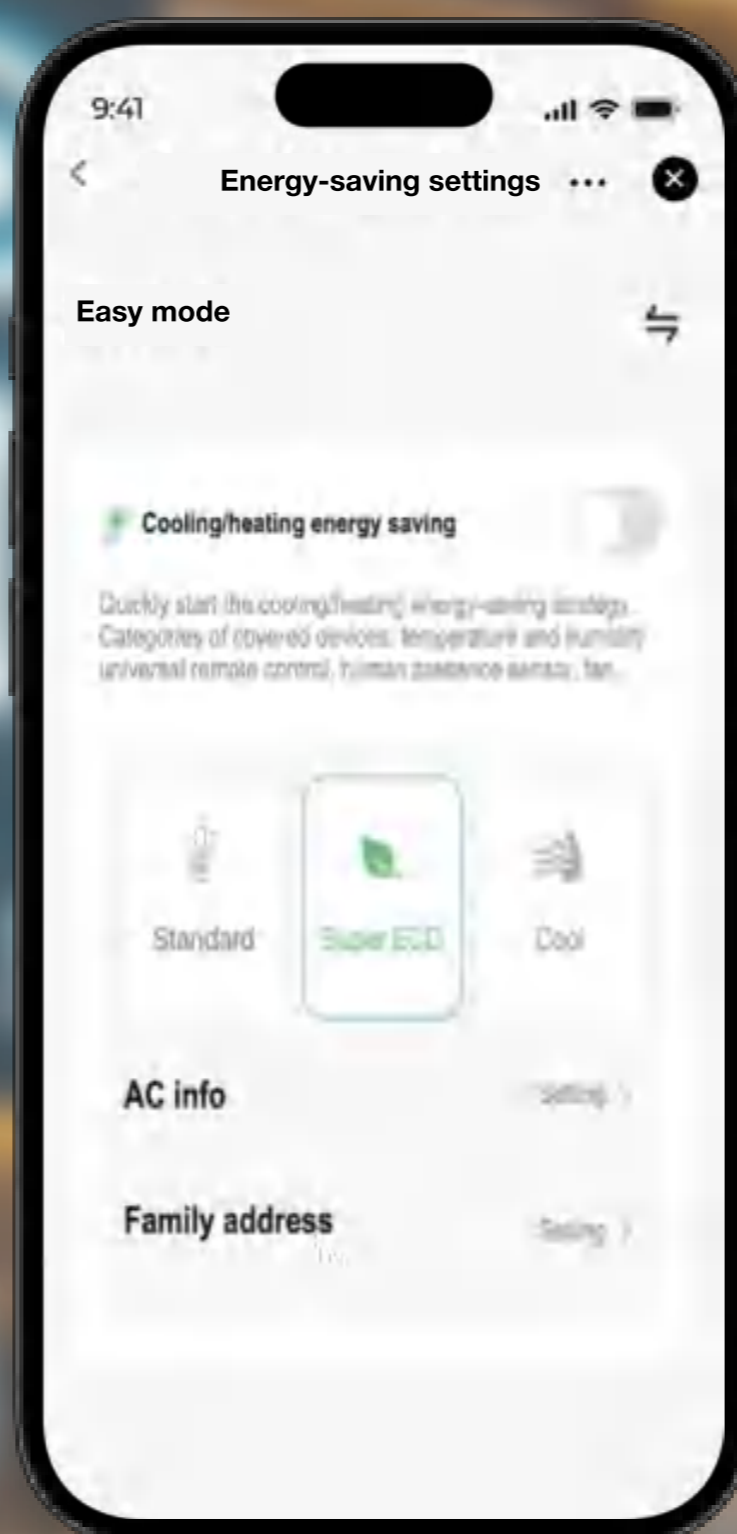 9:41
Energy-saving settings
Easy mode
Cooling/heating energy saving
Quickly start the cooling/heating energy-saving strategy.
Categories of covered devices: temperature and humidity
universal remote control, human presence sensor, fan,
Standard
Super ECO
Cool
AC info
Setting
Family address
Setting